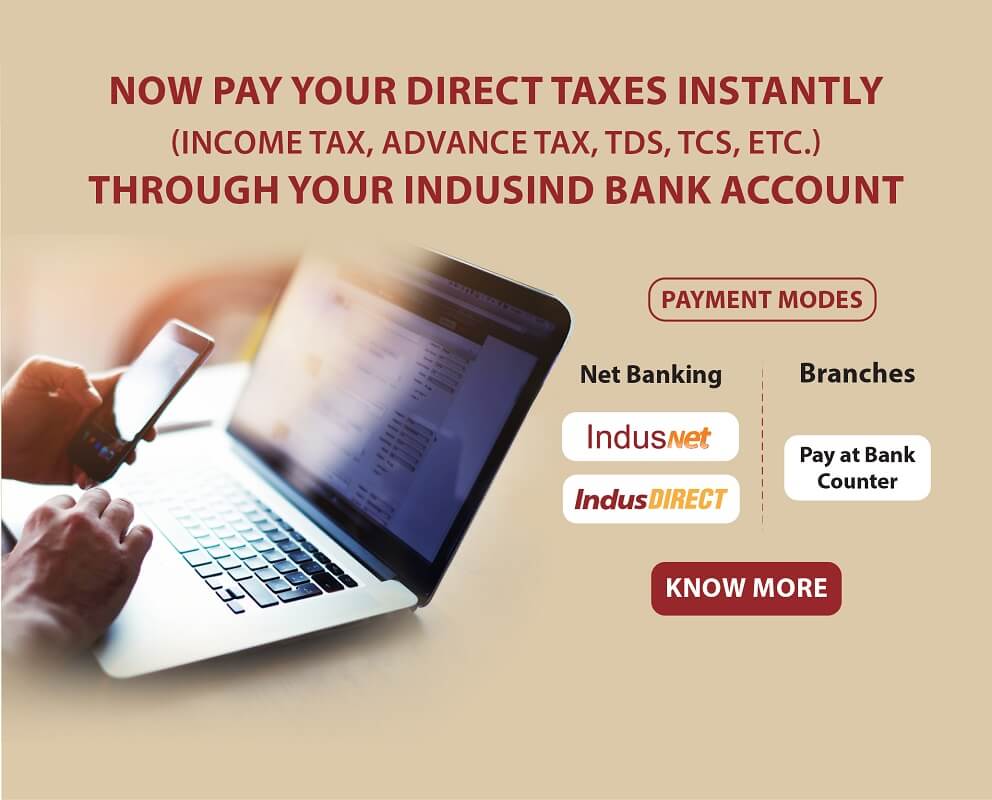 NOW PAY YOUR DIRECT TAXES INSTANTLY
(INCOME TAX, ADVANCE TAX, TDS, TCS, ETC.)
THROUGH YOUR INDUSIND BANK ACCOUNT
PAYMENT MODES
Net Banking
IndusNet
IndusDIRECT
Branches
Pay at Bank
Counter
KNOW MORE